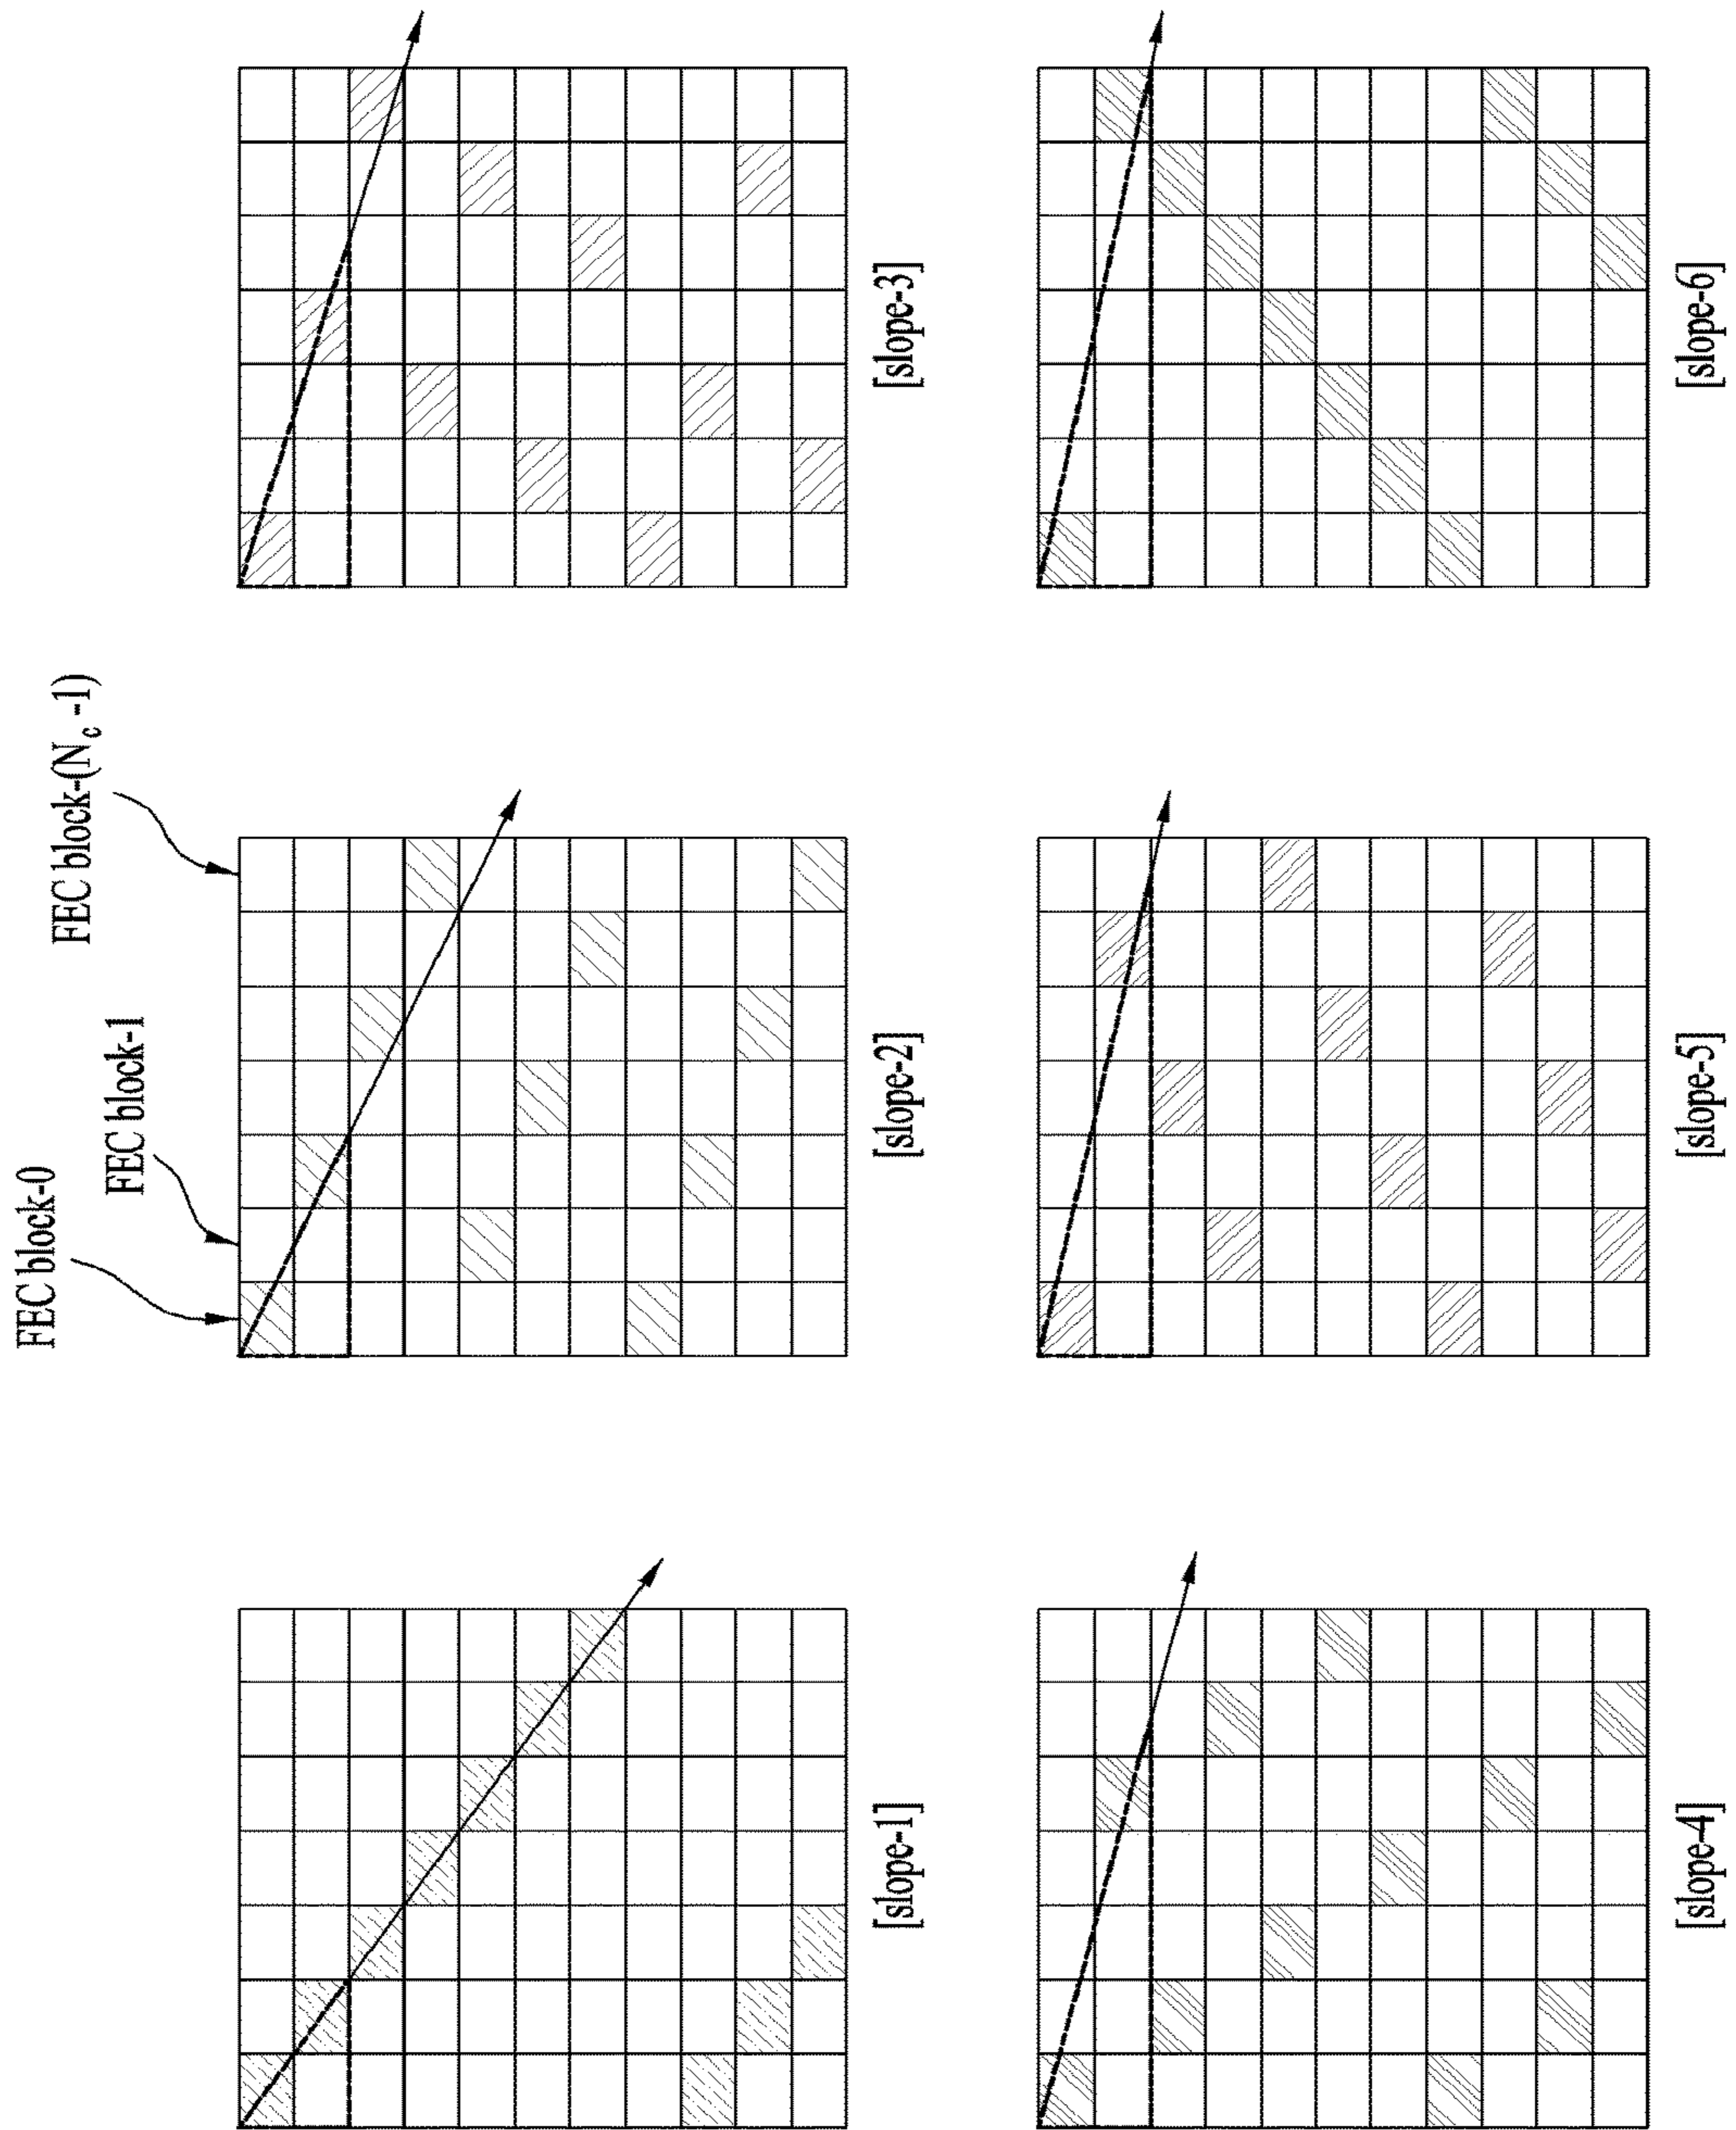 FEC block-0
FEC block-1
FEC block-(N_c -1)
[slope-1]
[slope-2]
[slope-3]
[slope-4]
[slope-5]
[slope-6]